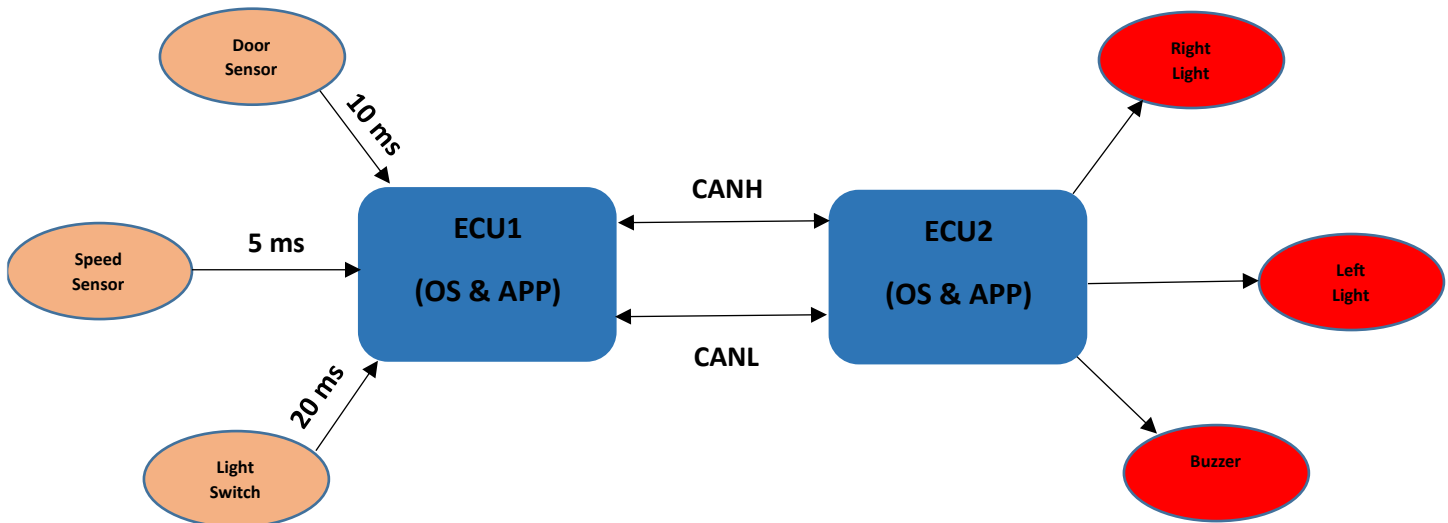 Door
Sensor
10 ms
Speed
Sensor
5 ms
Light
Switch
20 ms
ECU1
(OS & APP)
CANH
CANL
ECU2
(OS & APP)
Right
Light
Left
Light
Buzzer